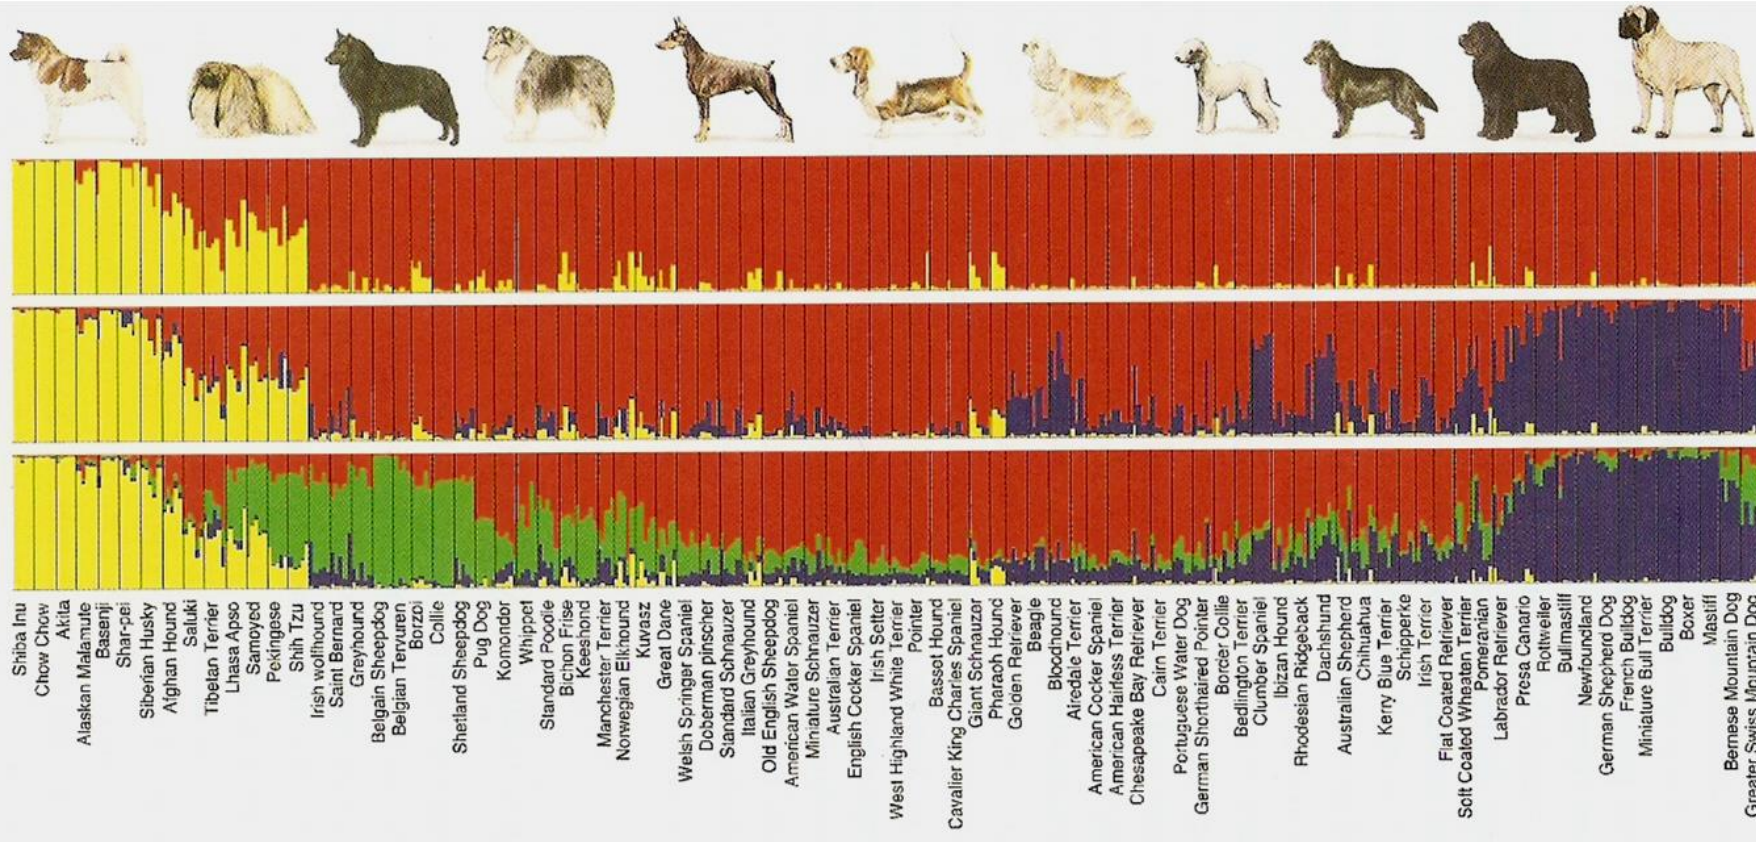 Shiba Inu
Chow Chow
Akita
Alaskan Malamute
Basenji
Shar-pei
Siberian Husky
Afghan Hound
Saluki
Tibetan Terrier
Lhasa Apso
Samoyed
Pekingese
Shih Tzu
Irish wolfhound
Saint Bernard
Greyhound
Belgain Sheepdog
Belgian Tervuren
Borzoi
Collie
Shetland Sheepdog
Pug Dog
Komondor
Whippet
Standard Poodle
Bichon Frise
Keeshond
Manchester Terrier
Norwegian Elkhound
Kuvasz
Great Dane
Welsh Springer Spaniel
Doberman pinscher
Standard Schnauzer
Italian Greyhound
Old English Sheepdog
American Water Spaniel
Miniature Schnauzer
Australian Terrier
English Cocker Spaniel
Irish Setter
West Highland White Terrier
Pointer
Basset Hound
Cavalier King Charles Spaniel
Giant Schnauzer
Pharaoh Hound
Golden Retriever
Beagle
Bloodhound
Airedale Terrier
American Cocker Spaniel
American Hairless Terrier
Chesapeake Bay Retriever
Cairn Terrier
Portuguese Water Dog
German Shorthaired Pointer
Border Collie
Bedlington Terrier
Clumber Spaniel
Ibizan Hound
Rhodesian Ridgeback
Dachshund
Australian Shepherd
Chihuahua
Kerry Blue Terrier
Schipperke
Irish Terrier
Flat Coated Retriever
Soft Coated Wheaten Terrier
Pomeranian
Labrador Retriever
Presa Canario
Rottweiler
Bullmastiff
Newfoundland
German Shepherd Dog
French Bulldog
Miniature Bull Terrier
Bulldog
Boxer
Mastiff
Bernese Mountain Dog
Greater Swiss Mountain Dog